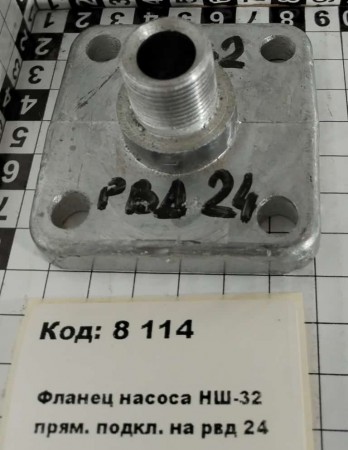 32
РВД 24
Код: 8 114
Фланец насоса НШ-32
прям. подкл. на рвд 24